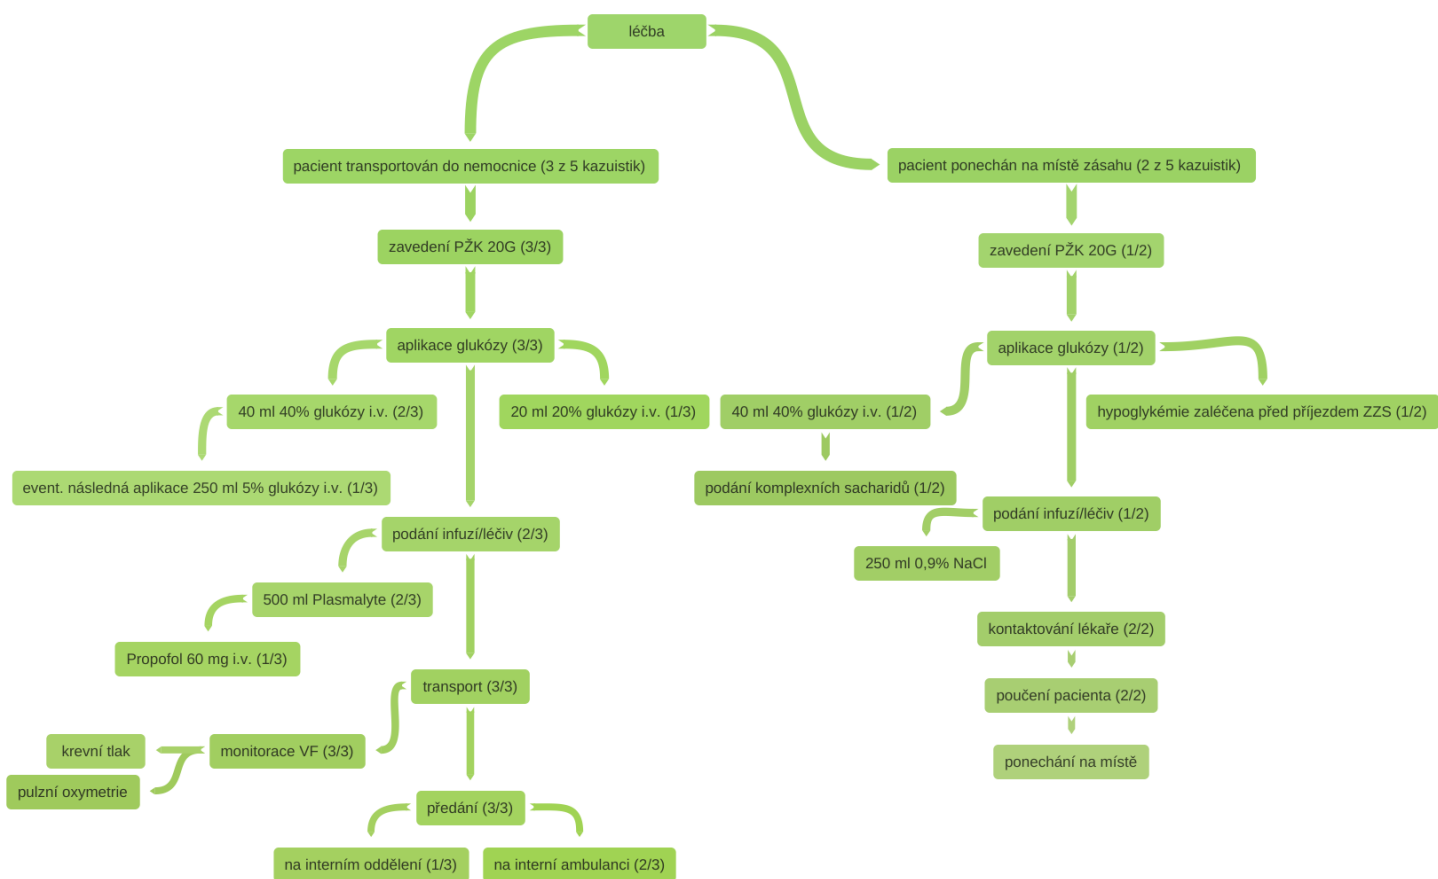 léčba
pacient transportován do nemocnice (3 z 5 kazuistik)
pacient ponechán na místě zásahu (2 z 5 kazuistik)
zavedení PŽK 20G (3/3)
zavedení PŽK 20G (1/2)
aplikace glukózy (3/3)
aplikace glukózy (1/2)
40 ml 40% glukózy i.v. (2/3)
20 ml 20% glukózy i.v. (1/3)
40 ml 40% glukózy i.v. (1/2)
hypoglykémie zaléčena před příjezdem ZZS (1/2)
event. následná aplikace 250 ml 5% glukózy i.v. (1/3)
podání komplexních sacharidů (1/2)
podání infuzí/léčiv (2/3)
podání infuzí/léčiv (1/2)
250 ml 0,9% NaCl
500 ml Plasmalyte (2/3)
kontaktování lékaře (2/2)
Propofol 60 mg i.v. (1/3)
transport (3/3)
poučení pacienta (2/2)
krevní tlak
monitorace VF (3/3)
ponechání na místě
pulzní oxymetrie
předání (3/3)
na interním oddělení (1/3)
na interní ambulanci (2/3)